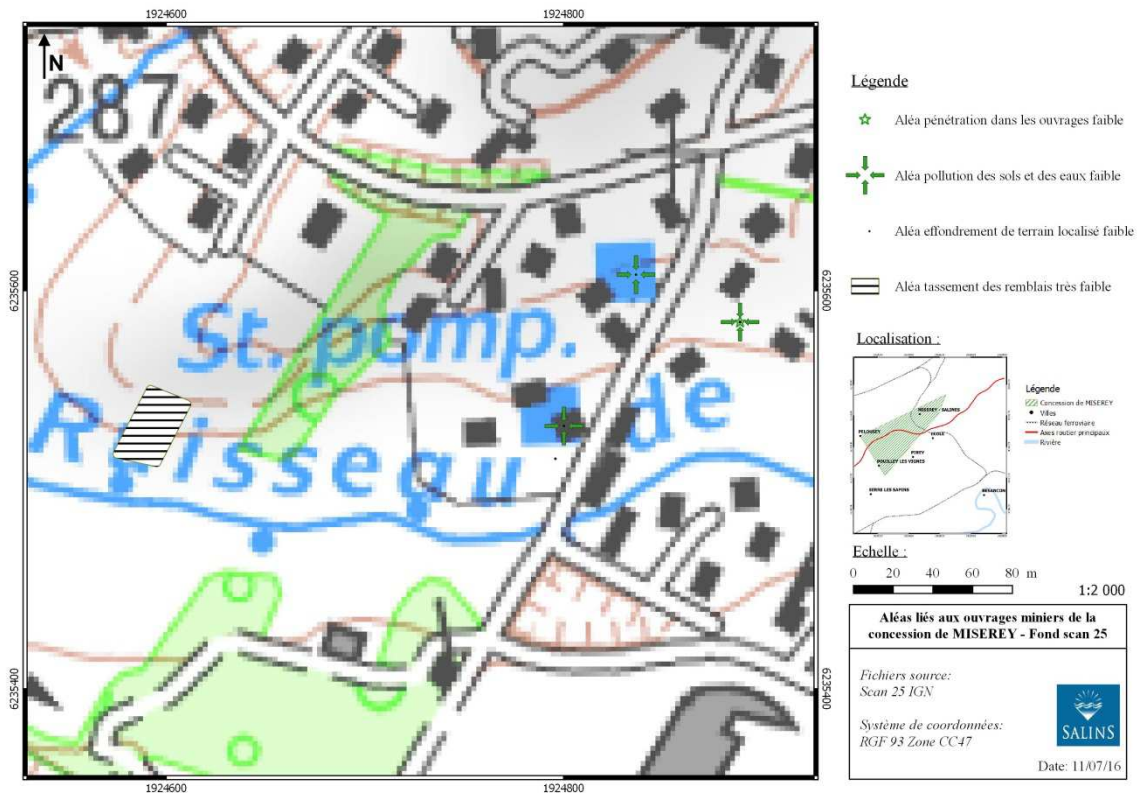 1924600
1924800
N
287
6235600
6235600
St. pomp.
Ruisseau de
6235400
6235400
1924600
1924800
Légende
Aléa pénétration dans les ouvrages faible
Aléa pollution des sols et des eaux faible
Aléa effondrement de terrain localisé faible
Aléa tassement des remblais très faible
Localisation :
MISEREY - SALINES
PELOUSEY
POUILLEY LES VIGNES
PIREY
SERRE LES SAPINS
BESANCON
Légende
Concession de MISEREY
Villes
Réseau ferroviaire
Axes routier principaux
Rivière
Echelle :
0 20 40 60 80 m
1:2 000
Aléas liés aux ouvrages miniers de la
concession de MISEREY - Fond scan 25
Fichiers source:
Scan 25 IGN
Système de coordonnées:
RGF 93 Zone CC47
SALINS
Date: 11/07/16